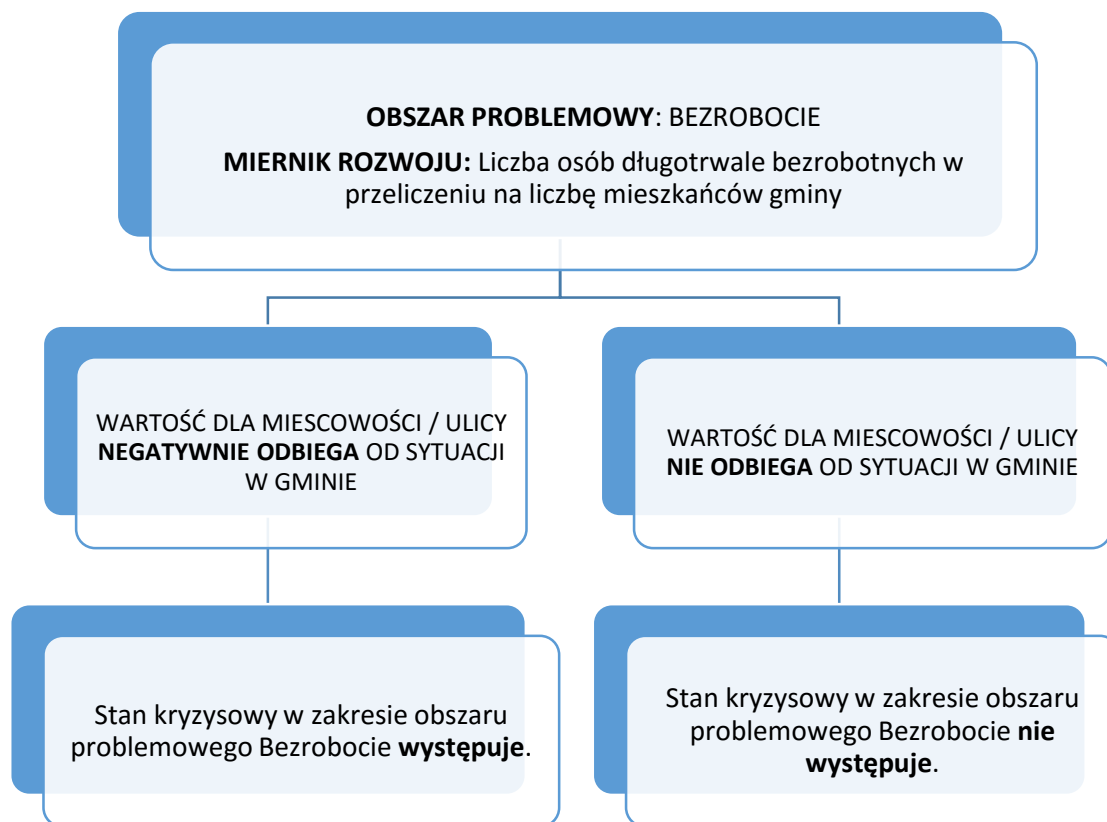 OBSZAR PROBLEMOWY: BEZROBOCIE
MIERNIK ROZWOJU: Liczba osób długotrwale bezrobotnych w
przeliczeniu na liczbę mieszkańców gminy
WARTOŚĆ DLA MIESCOWOŚCI / ULICY
NEGATYWNIE ODBIEGA OD SYTUACJI
W GMINIE
WARTOŚĆ DLA MIESCOWOŚCI / ULICY
NIE ODBIEGA OD SYTUACJI W GMINIE
Stan kryzysowy w zakresie obszaru
problemowego Bezrobocie występuje.
Stan kryzysowy w zakresie obszaru
problemowego Bezrobocie nie
występuje.